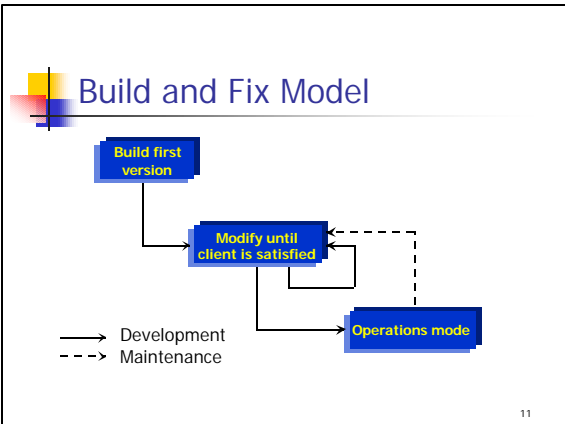 Build and Fix Model
Build first
version
Modify until
client is satisfied
Operations mode
Development
Maintenance
11